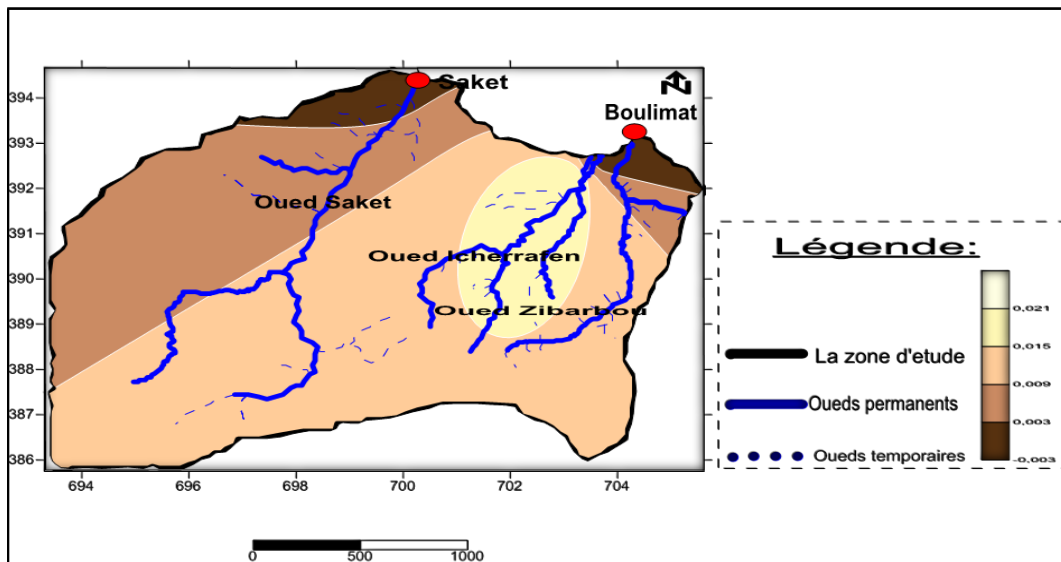 Saket
Boulimat
Oued Saket
Oued Icherraten
Oued Zibarbou
394
393
392
391
390
389
388
387
386
694
696
698
700
702
704
0
500
1000
Légende:
La zone d'etude
Oueds permanents
Oueds temporaires
0,021
0,015
0,009
0,003
-0,003
N